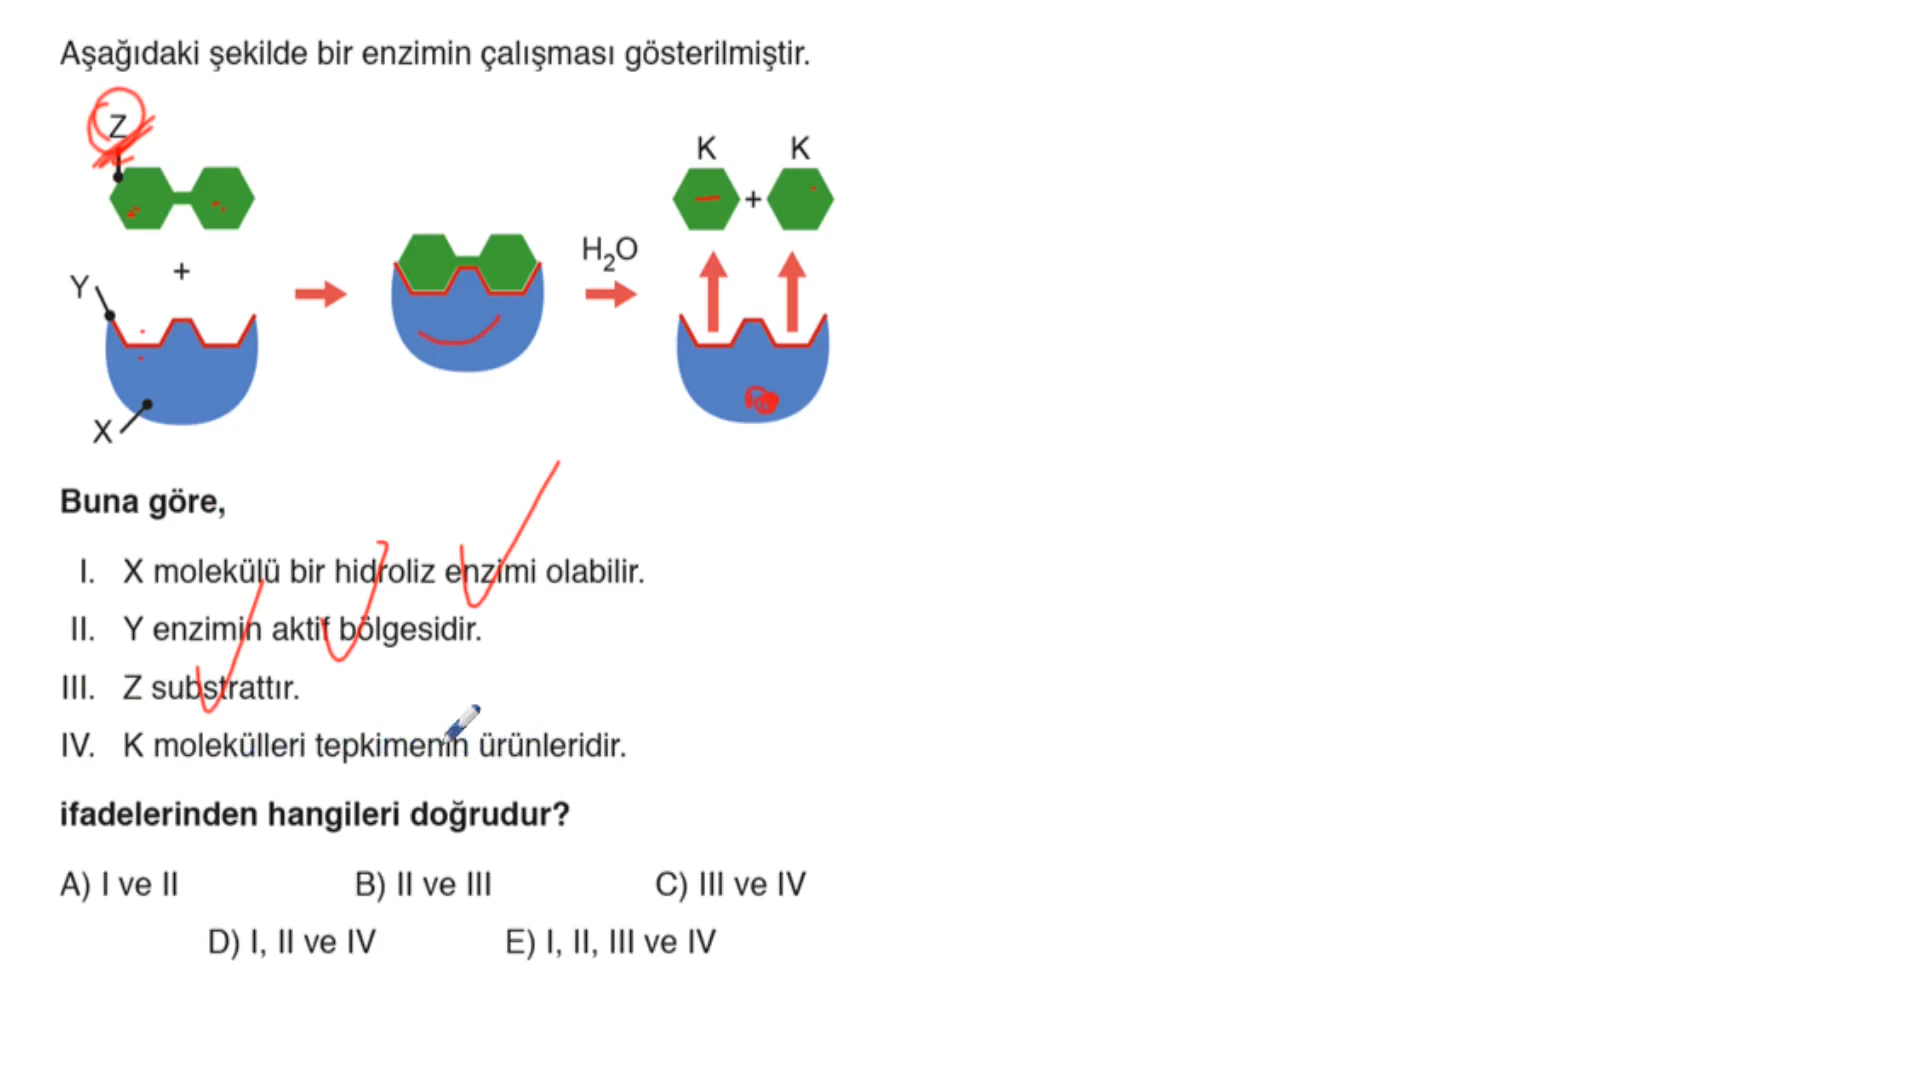 Aşağıdaki şekilde bir enzimin çalışması gösterilmiştir.
Z
K K
+
H₂O
Y
+
X
Buna göre,
I. X molekülü bir hidroliz enzimi olabilir.
II. Y enzimin aktif bölgesidir.
III. Z substrattır.
IV. K molekülleri tepkimenin ürünleridir.
ifadelerinden hangileri doğrudur?
A) I ve II B) II ve III C) III ve IV
D) I, II ve IV E) I, II, III ve IV